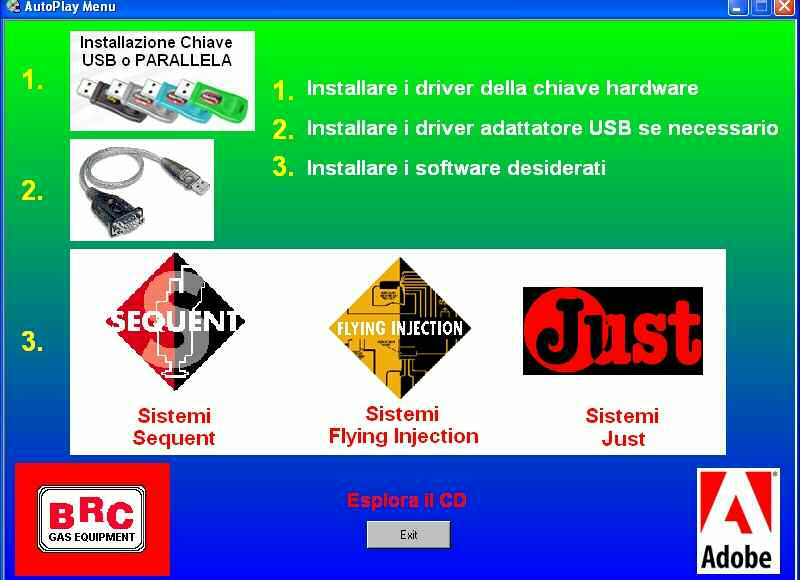 AutoPlay Menu
1.
Installazione Chiave
USB o PARALLELA
1. Installare i driver della chiave hardware
2. Installare i driver adattatore USB se necessario
3. Installare i software desiderati
2.
3.
SEQUENT
FLYING INJECTION
Just
Sistemi
Sequent
Sistemi
Flying Injection
Sistemi
Just
BRC
GAS EQUIPMENT
Esplora il CD
Exit
Adobe